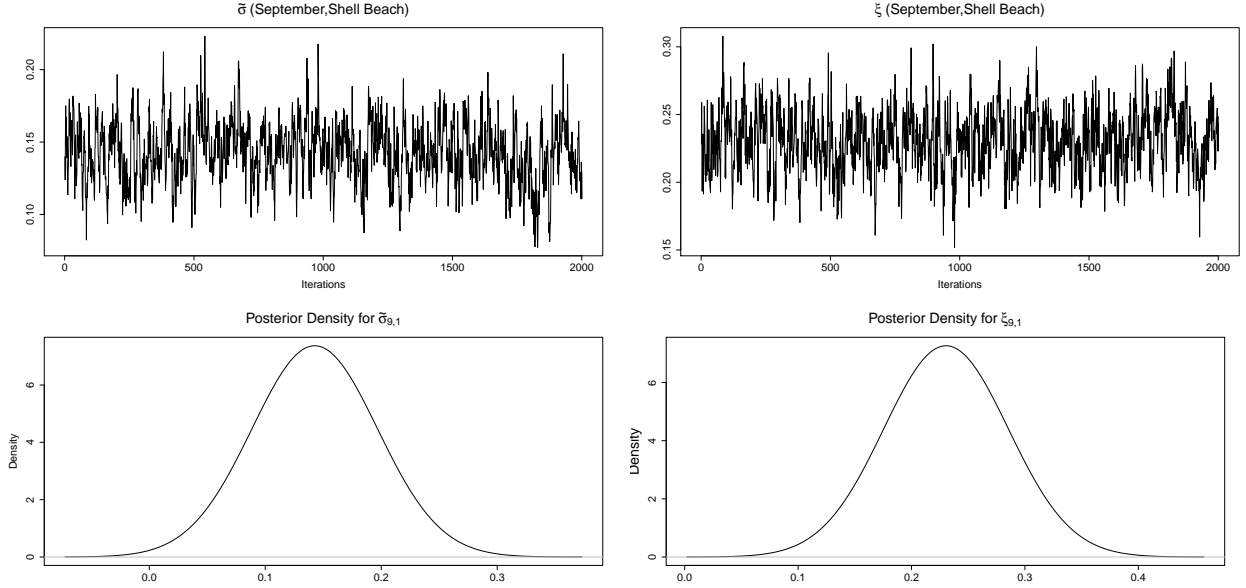 σ̃ (September,Shell Beach)
0.20
0.15
0.10
0 500 1000 1500 2000
Iterations
ξ (September,Shell Beach)
0.30
0.25
0.20
0.15
0 500 1000 1500 2000
Iterations
Posterior Density for σ̃9,1
Density
6
4
2
0
0.0 0.1 0.2 0.3
Posterior Density for ξ9,1
Density
6
4
2
0
0.0 0.1 0.2 0.3 0.4